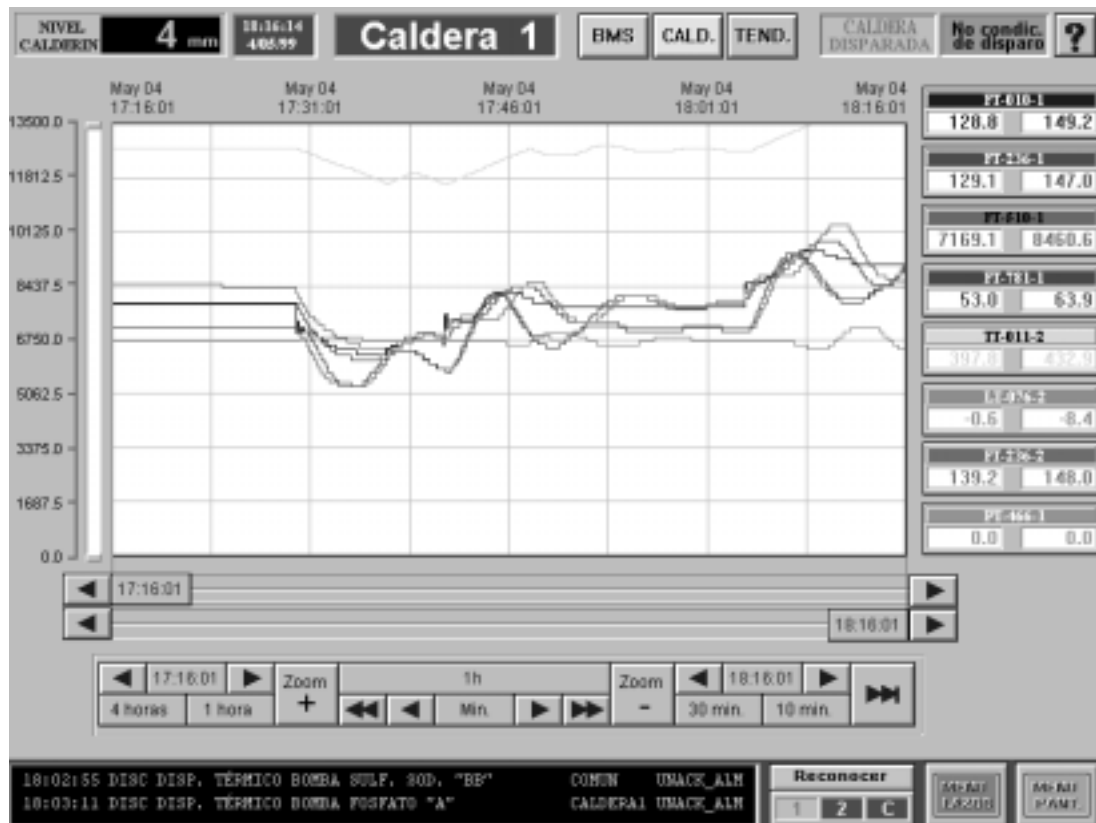 NIVEL
CALDERIN
4 mm
18:16:14
4/05/99
Caldera 1
BMS
CALD.
TEND.
CALDERA
DISPARADA
No condic.
de disparo
?
May 04
17:16:01
May 04
17:31:01
May 04
17:46:01
May 04
18:01:01
May 04
18:16:01
13500.0
11812.5
10125.0
8437.5
6750.0
5062.5
3375.0
1687.5
0.0
128.8 149.2
129.1 147.0
7169.1 8460.6
53.0 63.9
TT-011-2
397.8 432.9
-0.6 -8.4
139.2 148.0
0.0 0.0
17:16:01
18:16:01
17:16:01
4 horas
1 hora
Zoom
+
1h
Min.
Zoom
-
18:16:01
30 min.
10 min.
18:02:55 DISC DISP. TÉRMICO BOMBA SULF. SOD. "BB" COMUN UNACK_ALM
18:03:11 DISC DISP. TÉRMICO BOMBA FOSFATO "A" CALDERA1 UNACK_ALM
Reconocer
1 2 C
MENU
LAZOS
MENU
PANT.